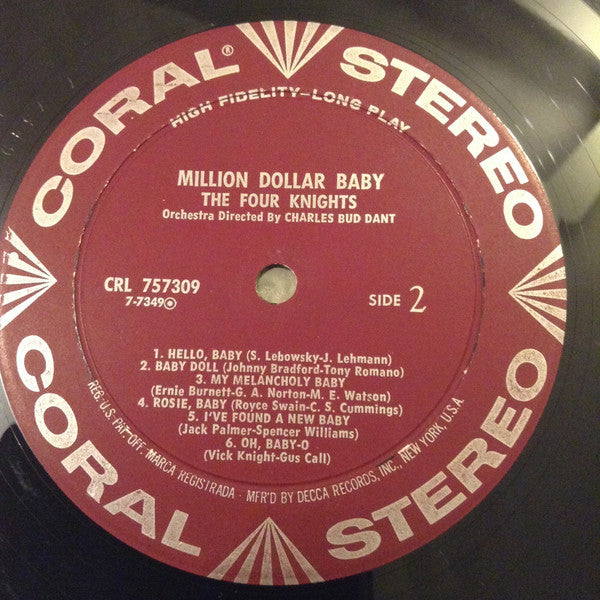 CORAL® STEREO
HIGH FIDELITY—LONG PLAY
MILLION DOLLAR BABY
THE FOUR KNIGHTS
Orchestra Directed By CHARLES BUD DANT
CRL 757309
7-7349
SIDE 2
1. HELLO, BABY (S. Lebowsky-J. Lehmann)
2. BABY DOLL (Johnny Bradford-Tony Romano)
3. MY MELANCHOLY BABY
(Ernie Burnett-G. A. Norton-M. E. Watson)
4. ROSIE, BABY (Royce Swain-C. S. Cummings)
5. I'VE FOUND A NEW BABY
(Jack Palmer-Spencer Williams)
6. OH, BABY-O
(Vick Knight-Gus Call)
REG. U.S. PAT. OFF. MARCA REGISTRADA - MFR'D BY DECCA RECORDS, INC., NEW YORK, U.S.A.
CORAL STEREO